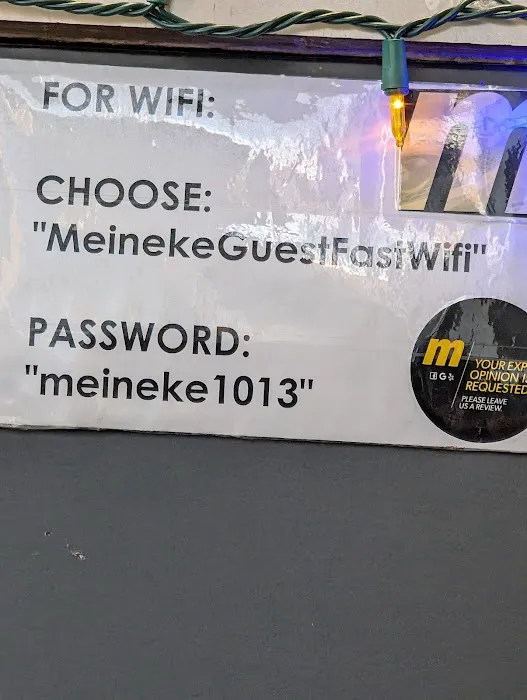 FOR WIFI:
CHOOSE:
"MeinekeGuestFastWifi"
PASSWORD:
"meineke1013"
m
m
YOUR EXP
OPINION
REQUESTED
PLEASE LEAVE
US A REVIEW.